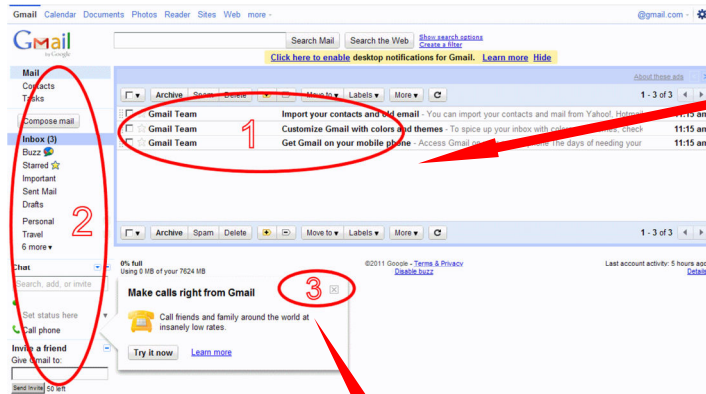 Gmail Calendar Documents Photos Reader Sites Web more - @gmail.com -
Gmail
by Google
Search Mail Search the Web Show search options
Create a filter
Click here to enable desktop notifications for Gmail. Learn more Hide
Mail
Contacts
Tasks
Compose mail
Inbox (3)
Buzz
Starred
Important
Sent Mail
Drafts
Personal
Travel
6 more
2
About these ads
Archive Spam Delete Move to Labels More 1 - 3 of 3
Gmail Team Import your contacts and old email - You can import your contacts and mail from Yahoo!, Hotmail 11:15 am
Gmail Team Customize Gmail with colors and themes - To spice up your inbox with colors check 11:15 am
Gmail Team Get Gmail on your mobile phone - Access Gmail on The days of needing your 11:15 am
1
Archive Spam Delete Move to Labels More 1 - 3 of 3
Chat
Search, add, or invite
Set status here
Call phone
Invite a friend
Give Gmail to:
Send Invite 50 left
0% full
Using 0 MB of your 7624 MB
©2011 Google - Terms & Privacy
Disable buzz
Last account activity: 5 hours ago
Details
Make calls right from Gmail
3
Call friends and family around the world at
insanely low rates.
Try it now Learn more